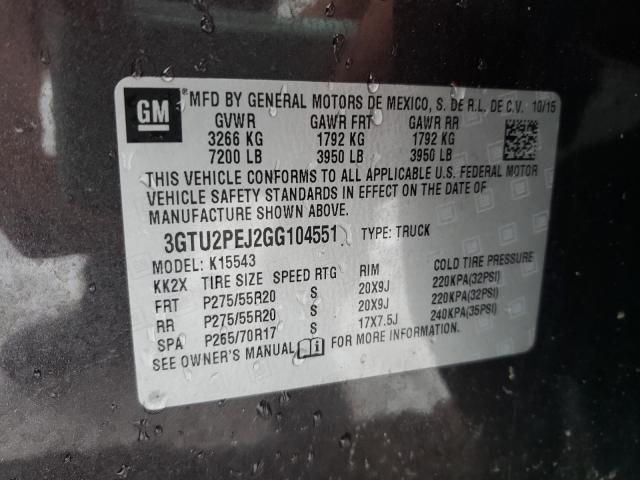 GM ® MFD BY GENERAL MOTORS DE MEXICO, S. DE R.L. DE C.V. 10/15
GVWR GAWR FRT GAWR RR
3266 KG 1792 KG 1792 KG
7200 LB 3950 LB 3950 LB
THIS VEHICLE CONFORMS TO ALL APPLICABLE U.S. FEDERAL MOTOR
VEHICLE SAFETY STANDARDS IN EFFECT ON THE DATE OF
MANUFACTURE SHOWN ABOVE.
3GTU2PEJ2GG104551 TYPE: TRUCK
MODEL: K15543
KK2X TIRE SIZE SPEED RTG RIM COLD TIRE PRESSURE
FRT P275/55R20 S 20X9J 220KPA(32PSI)
RR P275/55R20 S 20X9J 220KPA(32PSI)
SPA P265/70R17 S 17X7.5J 240KPA(35PSI)
SEE OWNER'S MANUAL FOR MORE INFORMATION.